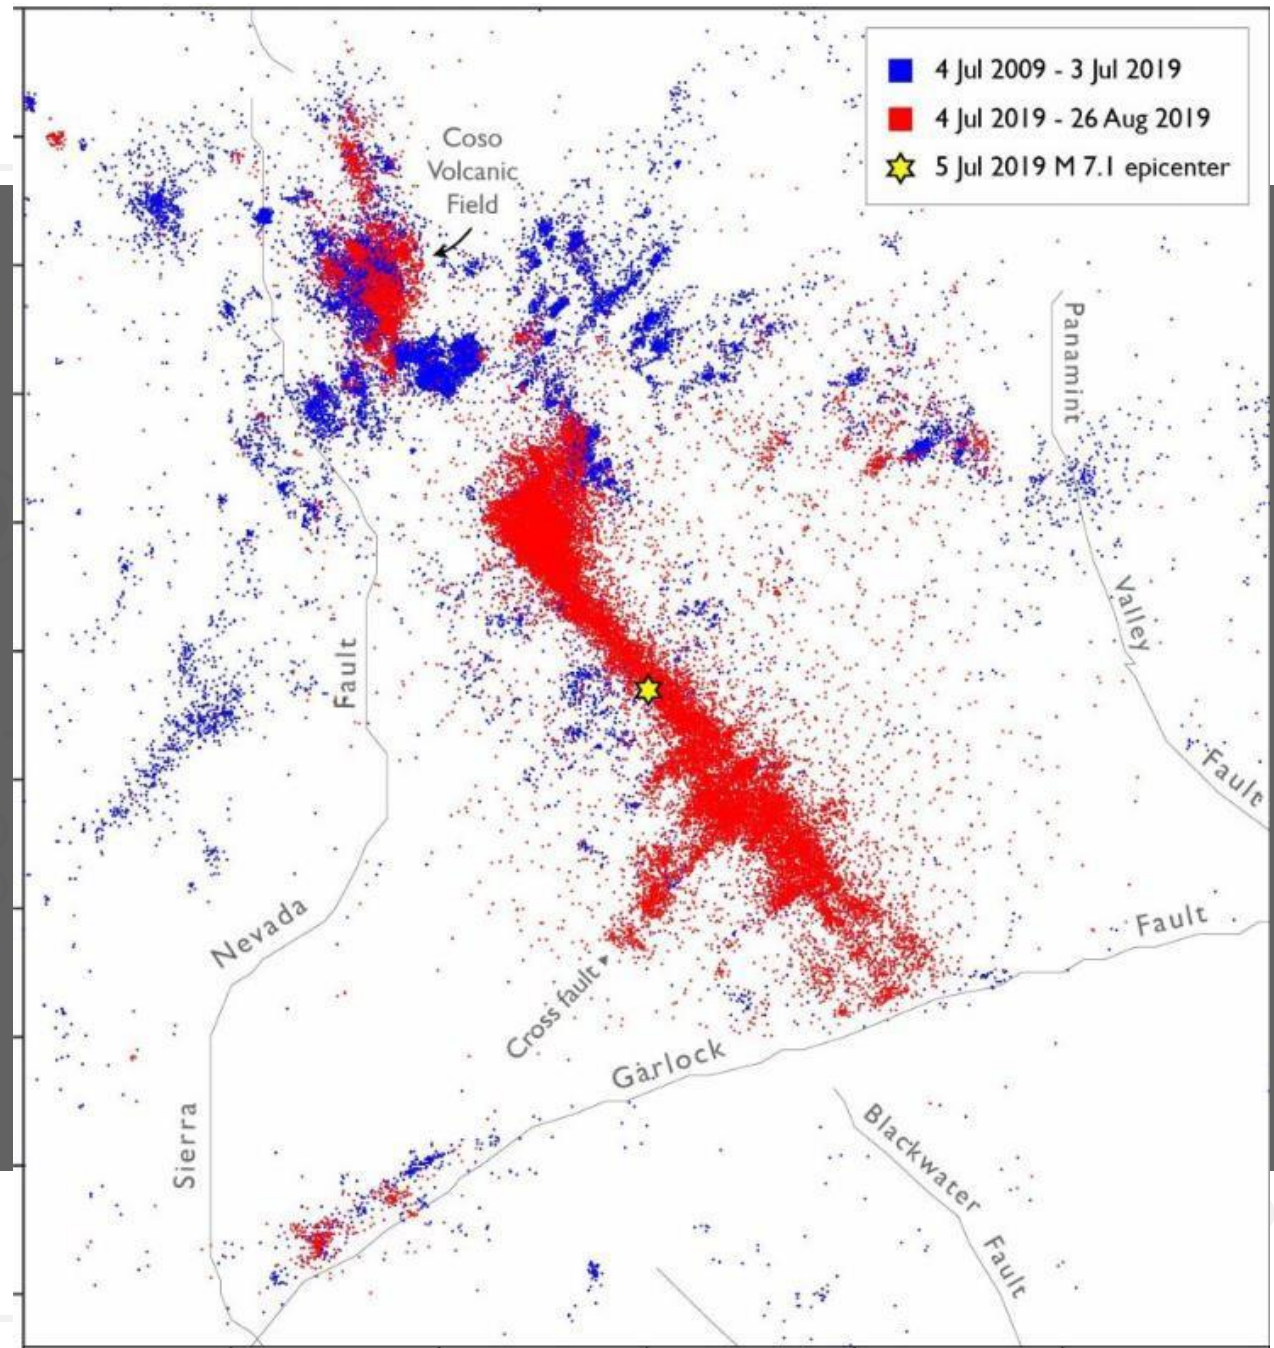 4 Jul 2009 - 3 Jul 2019
4 Jul 2019 - 26 Aug 2019
5 Jul 2019 M 7.1 epicenter
Coso
Volcanic
Field
Panamint
Valley
Fault
Fault
Nevada
Sierra
Cross fault
Garlock
Fault
Blackwater
Fault